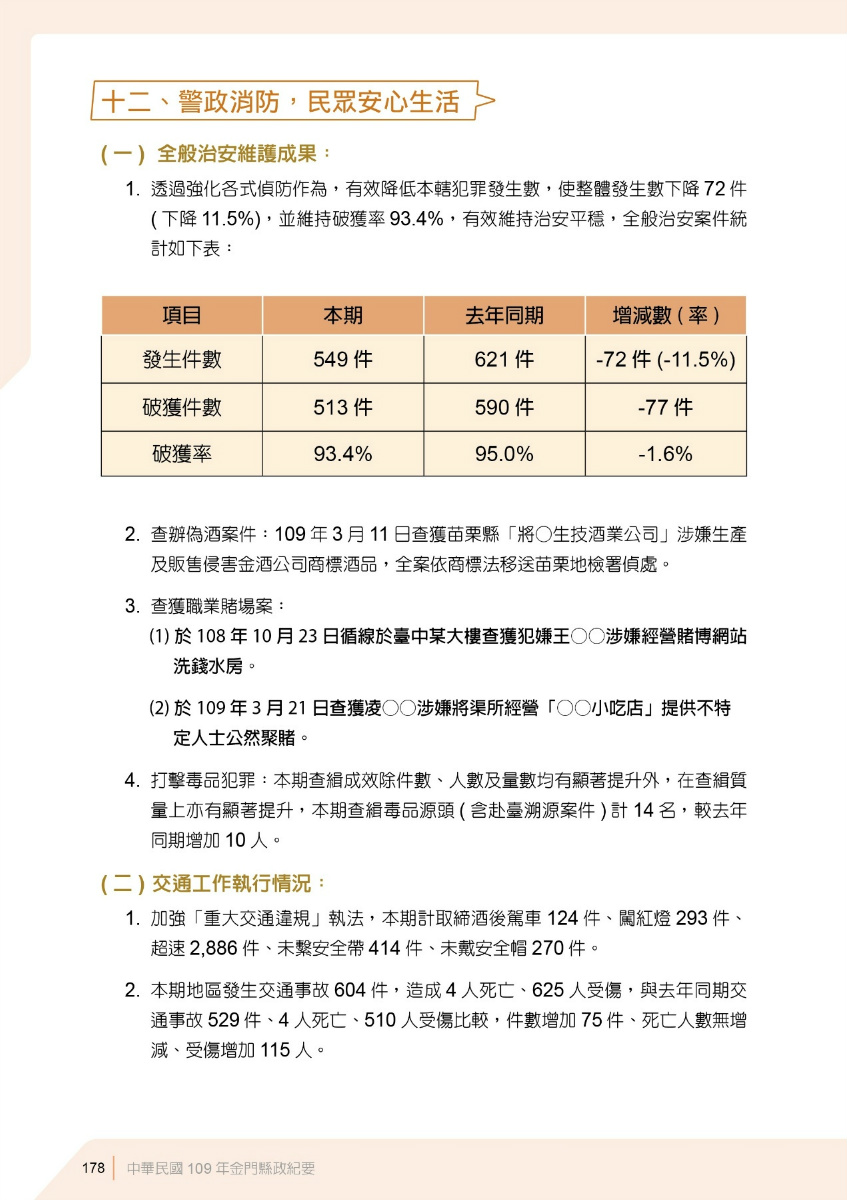 十二、警政消防，民眾安心生活
( 一 ) 全般治安維護成果：
1. 透過強化各式偵防作為，有效降低本轄犯罪發生數，使整體發生數下降 72 件
( 下降 11.5%)，並維持破獲率 93.4%，有效維持治安平穩，全般治安案件統
計如下表：
項目 本期 去年同期 增減數 ( 率 )
發生件數 549 件 621 件 -72 件 (-11.5%)
破獲件數 513 件 590 件 -77 件
破獲率 93.4% 95.0% -1.6%
2. 查辦偽酒案件：109 年 3 月 11 日查獲苗栗縣「將○生技酒業公司」涉嫌生產
及販售侵害金酒公司商標酒品，全案依商標法移送苗栗地檢署偵處。
3. 查獲職業賭場案：
(1) 於 108 年 10 月 23 日循線於臺中某大樓查獲犯嫌王○○涉嫌經營賭博網站
洗錢水房。
(2) 於 109 年 3 月 21 日查獲凌○○涉嫌將渠所經營「○○小吃店」提供不特
定人士公然聚賭。
4. 打擊毒品犯罪：本期查緝成效除件數、人數及量數均有顯著提升外，在查緝質
量上亦有顯著提升，本期查緝毒品源頭 ( 含赴臺溯源案件 ) 計 14 名，較去年
同期增加 10 人。
( 二 ) 交通工作執行情況：
1. 加強「重大交通違規」執法，本期計取締酒後駕車 124 件、闖紅燈 293 件、
超速 2,886 件、未繫安全帶 414 件、未戴安全帽 270 件。
2. 本期地區發生交通事故 604 件，造成 4 人死亡、625 人受傷，與去年同期交
通事故 529 件、4 人死亡、510 人受傷比較，件數增加 75 件、死亡人數無增
減、受傷增加 115 人。
178 中華民國 109 年金門縣政紀要